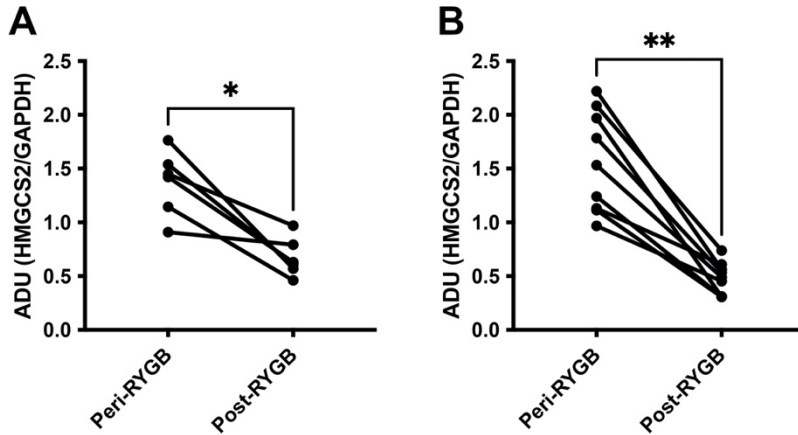 A
ADU (HMGCS2/GAPDH)
2.5
2.0
1.5
1.0
0.5
0.0
*
Peri-RYGB
Post-RYGB
B
ADU (HMGCS2/GAPDH)
2.5
2.0
1.5
1.0
0.5
0.0
**
Peri-RYGB
Post-RYGB